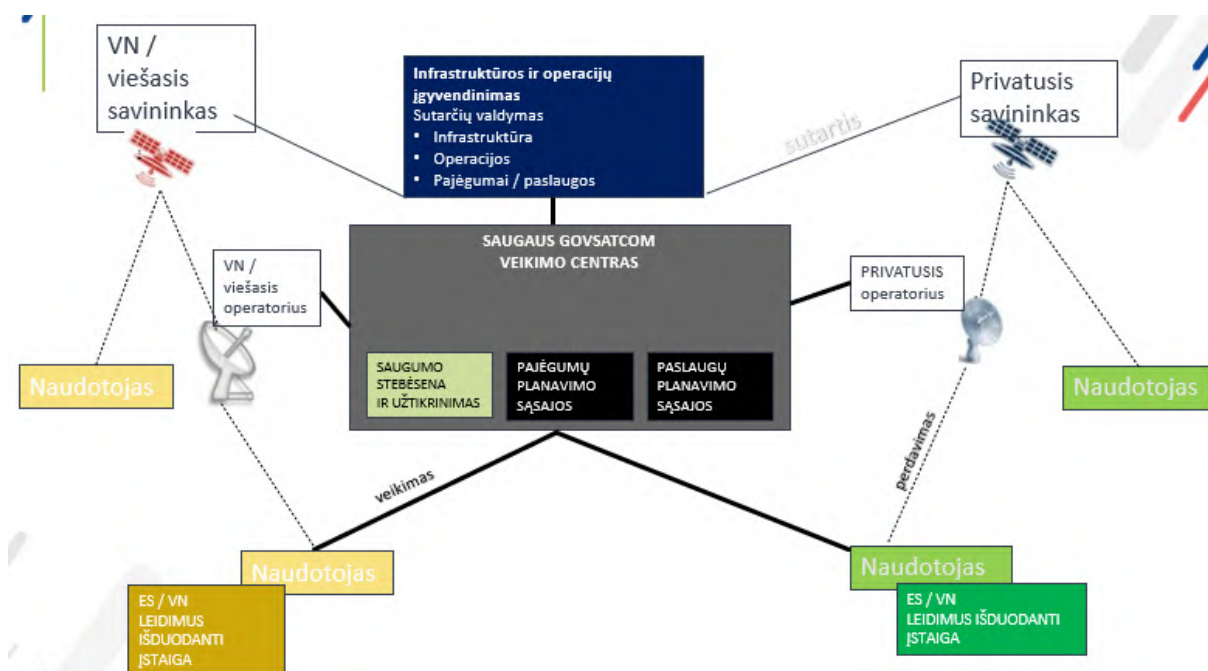 VN /
viešasis
savininkas
Infrastruktūros ir operacijų
įgyvendinimas
Sutarčių valdymas
▪ Infrastruktūra
▪ Operacijos
▪ Pajėgumai / paslaugos
sutartis
Privatusis
savininkas
SAUGAUS GOVSATCOM
VEIKIMO CENTRAS
VN /
viešasis
operatorius
PRIVATUSIS
operatorius
SAUGUMO
STEBĖSENA
IR UŽTIKRINIMAS
PAJĖGUMŲ
PLANAVIMO
SĄSAJOS
PASLAUGŲ
PLANAVIMO
SĄSAJOS
Naudotojas
Naudotojas
veikimas
perdavimas
Naudotojas
ES / VN
LEIDIMUS
IŠDUODANTI
ĮSTAIGA
Naudotojas
ES / VN
LEIDIMUS IŠDUODANTI
ĮSTAIGA